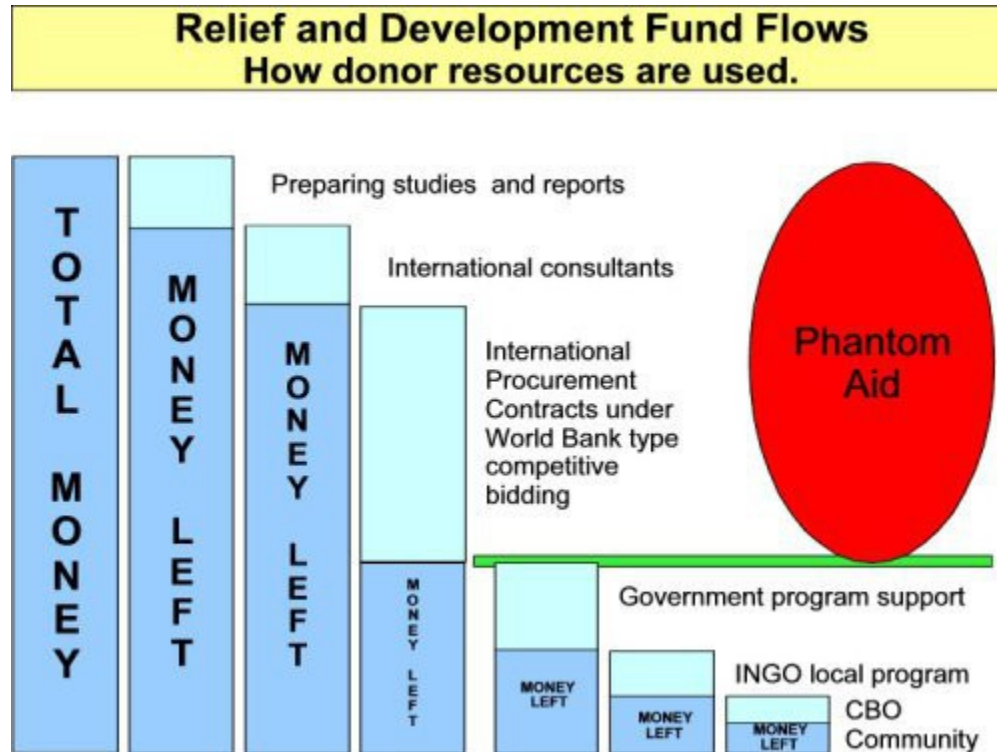 Relief and Development Fund Flows
How donor resources are used.
TOTAL MONEY
MONEY LEFT
Preparing studies and reports
MONEY LEFT
International consultants
MONEY LEFT
International
Procurement
Contracts under
World Bank type
competitive
bidding
Phantom
Aid
MONEY
LEFT
Government program support
MONEY
LEFT
INGO local program
MONEY
LEFT
CBO
Community